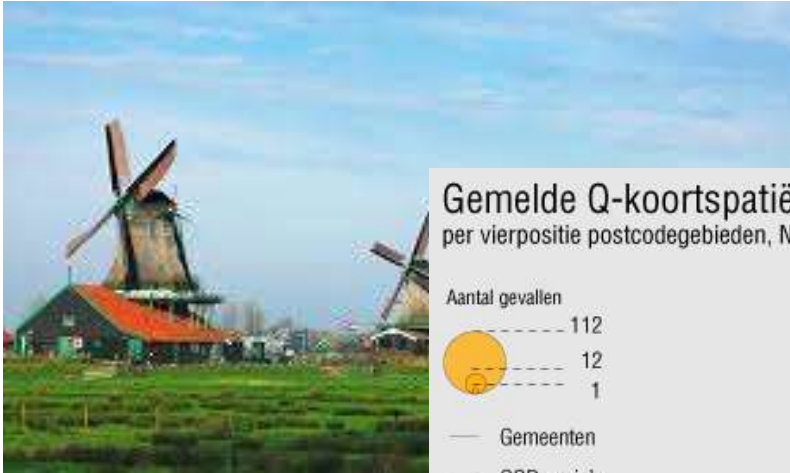 Gemelde Q-koortspatië
per vierpositie postcodegebieden, N
Aantal gevallen
112
12
1
Gemeenten